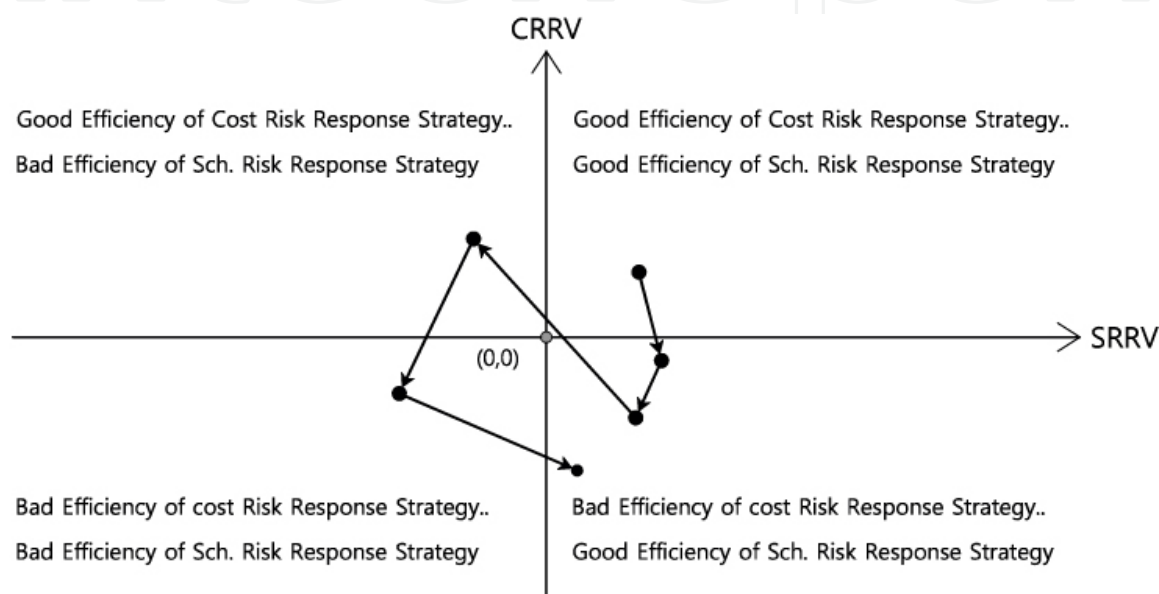 CRRV
Good Efficiency of Cost Risk Response Strategy..
Bad Efficiency of Sch. Risk Response Strategy
Good Efficiency of Cost Risk Response Strategy..
Good Efficiency of Sch. Risk Response Strategy
(0,0)
SRRV
Bad Efficiency of cost Risk Response Strategy..
Bad Efficiency of Sch. Risk Response Strategy
Bad Efficiency of cost Risk Response Strategy..
Good Efficiency of Sch. Risk Response Strategy